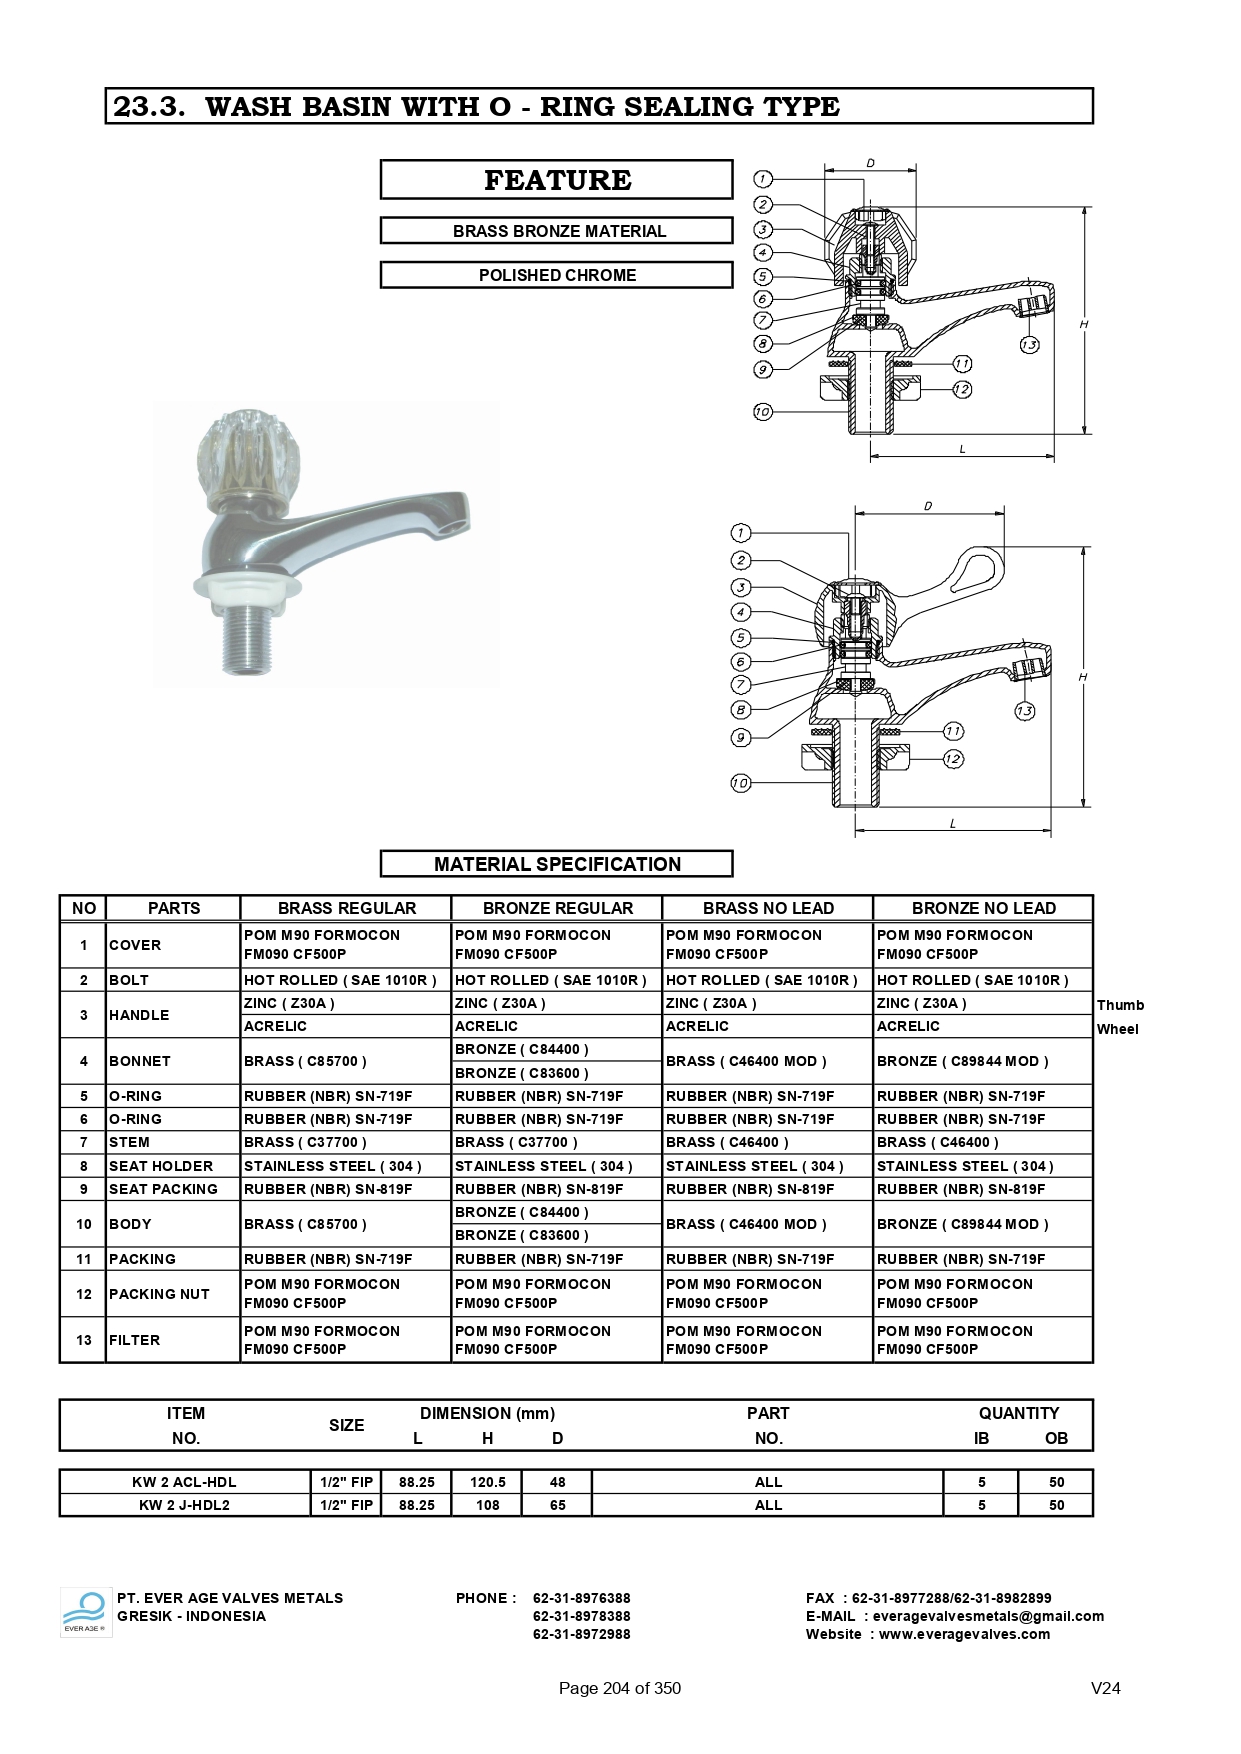 23.3. WASH BASIN WITH O - RING SEALING TYPE
FEATURE
BRASS BRONZE MATERIAL
POLISHED CHROME
D
1
2
3
4
5
6
7
8
9
10
11
12
13
H
L
D
1
2
3
4
5
6
7
8
9
10
11
12
13
H
L
MATERIAL SPECIFICATION
NO PARTS BRASS REGULAR BRONZE REGULAR BRASS NO LEAD BRONZE NO LEAD
1 COVER POM M90 FORMOCON FM090 CF500P POM M90 FORMOCON FM090 CF500P POM M90 FORMOCON FM090 CF500P POM M90 FORMOCON FM090 CF500P
2 BOLT HOT ROLLED ( SAE 1010R ) HOT ROLLED ( SAE 1010R ) HOT ROLLED ( SAE 1010R ) HOT ROLLED ( SAE 1010R )
3 HANDLE ZINC ( Z30A ) ZINC ( Z30A ) ZINC ( Z30A ) ZINC ( Z30A ) Thumb
ACRELIC ACRELIC ACRELIC ACRELIC Wheel
4 BONNET BRASS ( C85700 ) BRONZE ( C84400 ) BRASS ( C46400 MOD ) BRONZE ( C89844 MOD )
BRONZE ( C83600 )
5 O-RING RUBBER (NBR) SN-719F RUBBER (NBR) SN-719F RUBBER (NBR) SN-719F RUBBER (NBR) SN-719F
6 O-RING RUBBER (NBR) SN-719F RUBBER (NBR) SN-719F RUBBER (NBR) SN-719F RUBBER (NBR) SN-719F
7 STEM BRASS ( C37700 ) BRASS ( C37700 ) BRASS ( C46400 ) BRASS ( C46400 )
8 SEAT HOLDER STAINLESS STEEL ( 304 ) STAINLESS STEEL ( 304 ) STAINLESS STEEL ( 304 ) STAINLESS STEEL ( 304 )
9 SEAT PACKING RUBBER (NBR) SN-819F RUBBER (NBR) SN-819F RUBBER (NBR) SN-819F RUBBER (NBR) SN-819F
10 BODY BRASS ( C85700 ) BRONZE ( C84400 ) BRASS ( C46400 MOD ) BRONZE ( C89844 MOD )
BRONZE ( C83600 )
11 PACKING RUBBER (NBR) SN-719F RUBBER (NBR) SN-719F RUBBER (NBR) SN-719F RUBBER (NBR) SN-719F
12 PACKING NUT POM M90 FORMOCON FM090 CF500P POM M90 FORMOCON FM090 CF500P POM M90 FORMOCON FM090 CF500P POM M90 FORMOCON FM090 CF500P
13 FILTER POM M90 FORMOCON FM090 CF500P POM M90 FORMOCON FM090 CF500P POM M90 FORMOCON FM090 CF500P POM M90 FORMOCON FM090 CF500P
ITEM SIZE DIMENSION (mm) PART QUANTITY
NO. L H D NO. IB OB
KW 2 ACL-HDL 1/2" FIP 88.25 120.5 48 ALL 5 50
KW 2 J-HDL2 1/2" FIP 88.25 108 65 ALL 5 50
EVER AGE ®
PT. EVER AGE VALVES METALS PHONE : 62-31-8976388 FAX : 62-31-8977288/62-31-8982899
GRESIK - INDONESIA 62-31-8978388 E-MAIL : everagevalvesmetals@gmail.com
62-31-8972988 Website : www.everagevalves.com
Page 204 of 350 V24